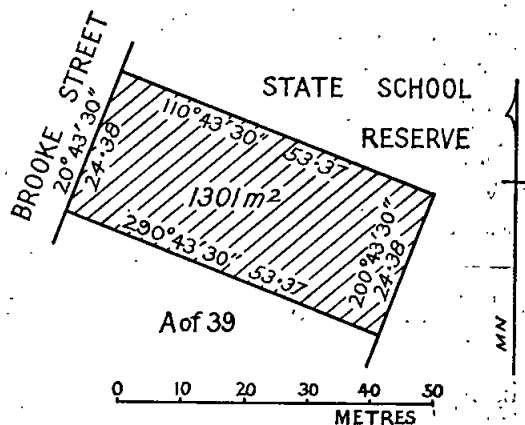 STATE SCHOOL
RESERVE
BROOKE STREET
20°43'30"
24·38
110°43'30" 53·37
1301m²
200°43'30"
24·38
290°43'30" 53·37
A of 39
MN
0 10 20 30 40 50
METRES